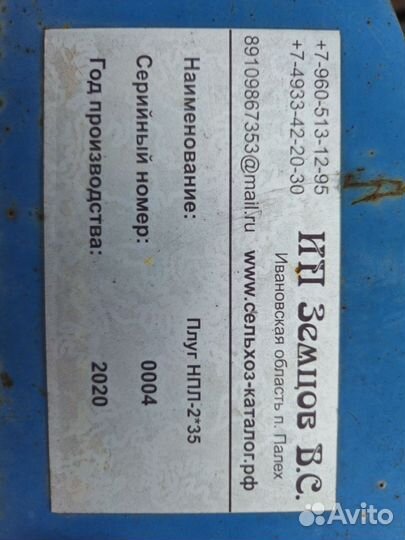 ИП Земцов В.С.
Ивановская область п. Палех
+7-960-513-12-95
+7-4933-42-20-30
89109867353@mail.ru www.сельхоз-каталог.рф
Наименование: Плуг НПЛ-2*35
Серийный номер: 0004
Год производства: 2020
Avito